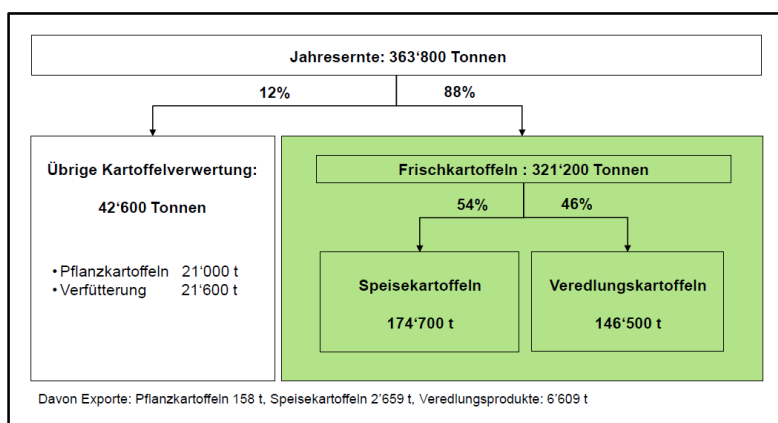 Jahresernte: 363‘800 Tonnen
12%
88%
Übrige Kartoffelverwertung:
42‘600 Tonnen
• Pflanzkartoffeln 21‘000 t
• Verfütterung 21‘600 t
Frischkartoffeln : 321‘200 Tonnen
54%
46%
Speisekartoffeln
174‘700 t
Veredlungskartoffeln
146‘500 t
Davon Exporte: Pflanzkartoffeln 158 t, Speisekartoffeln 2’659 t, Veredlungsprodukte: 6’609 t